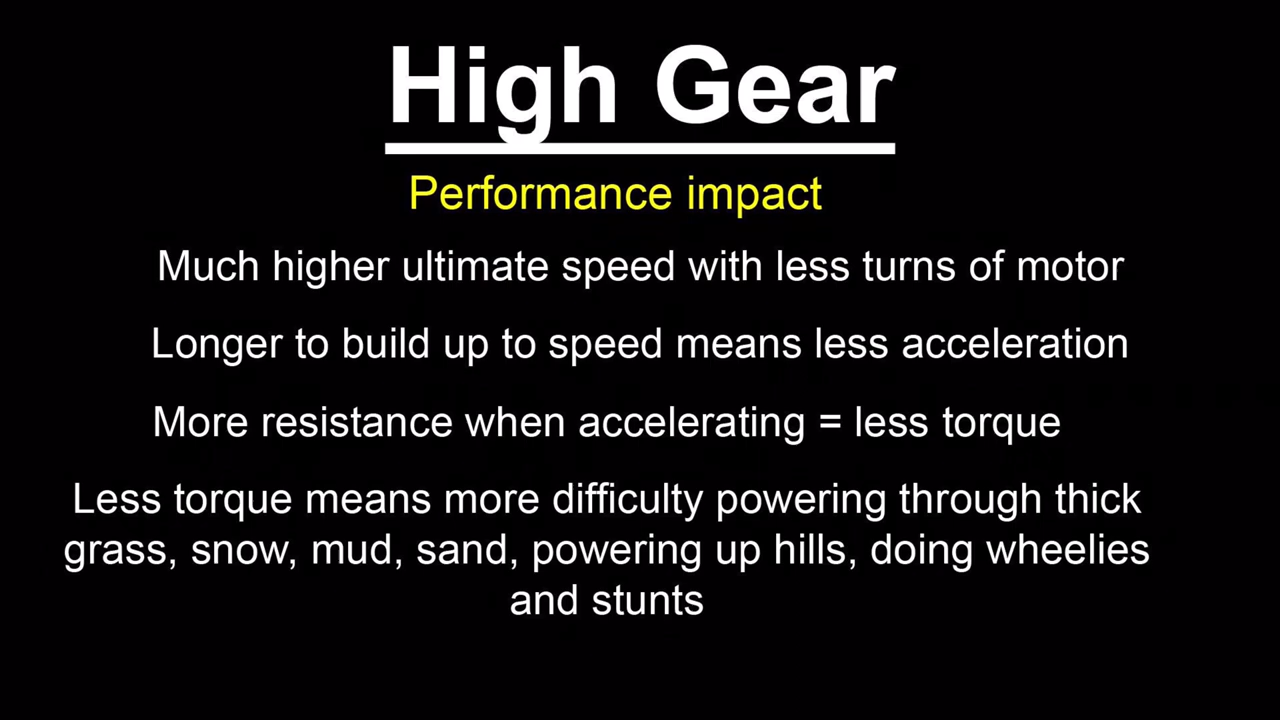 High Gear
Performance impact
Much higher ultimate speed with less turns of motor
Longer to build up to speed means less acceleration
More resistance when accelerating = less torque
Less torque means more difficulty powering through thick
grass, snow, mud, sand, powering up hills, doing wheelies
and stunts